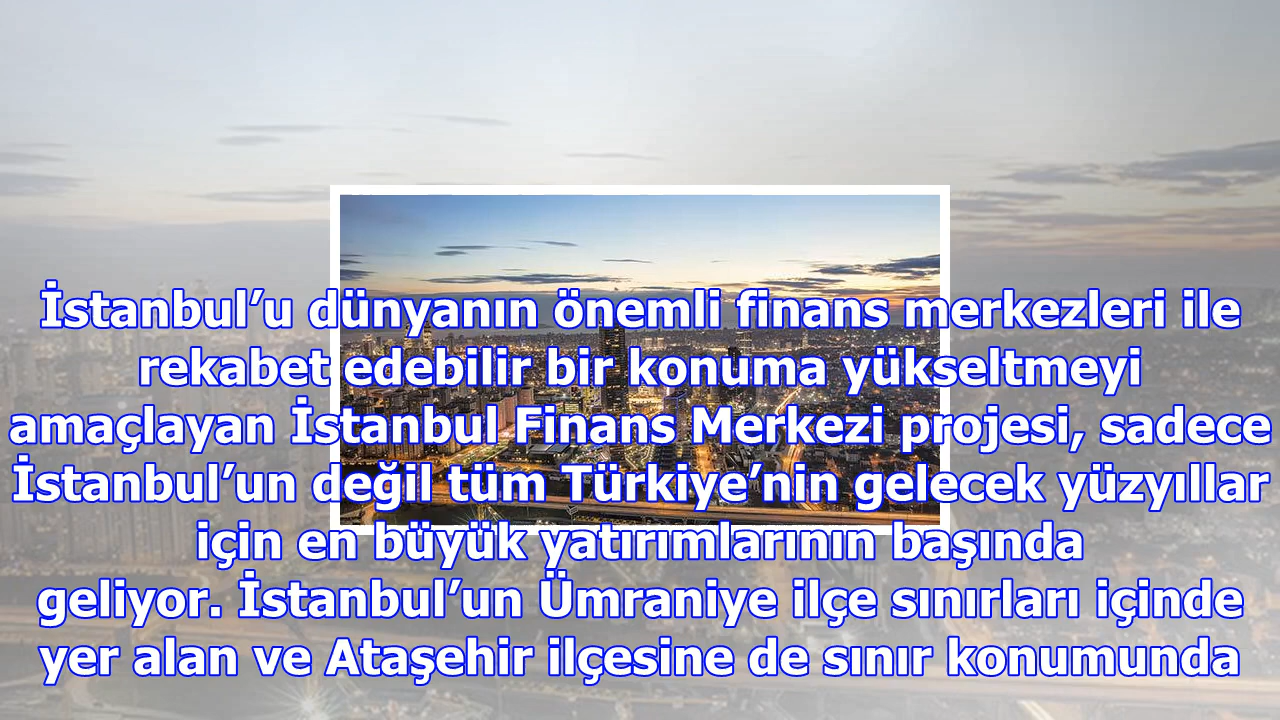 İstanbul’u dünyanın önemli finans merkezleri ile
rekabet edebilir bir konuma yükseltmeyi
amaçlayan İstanbul Finans Merkezi projesi, sadece
İstanbul’un değil tüm Türkiye’nin gelecek yüzyıllar
için en büyük yatırımlarının başında
geliyor. İstanbul’un Ümraniye ilçe sınırları içinde
yer alan ve Ataşehir ilçesine de sınır konumunda